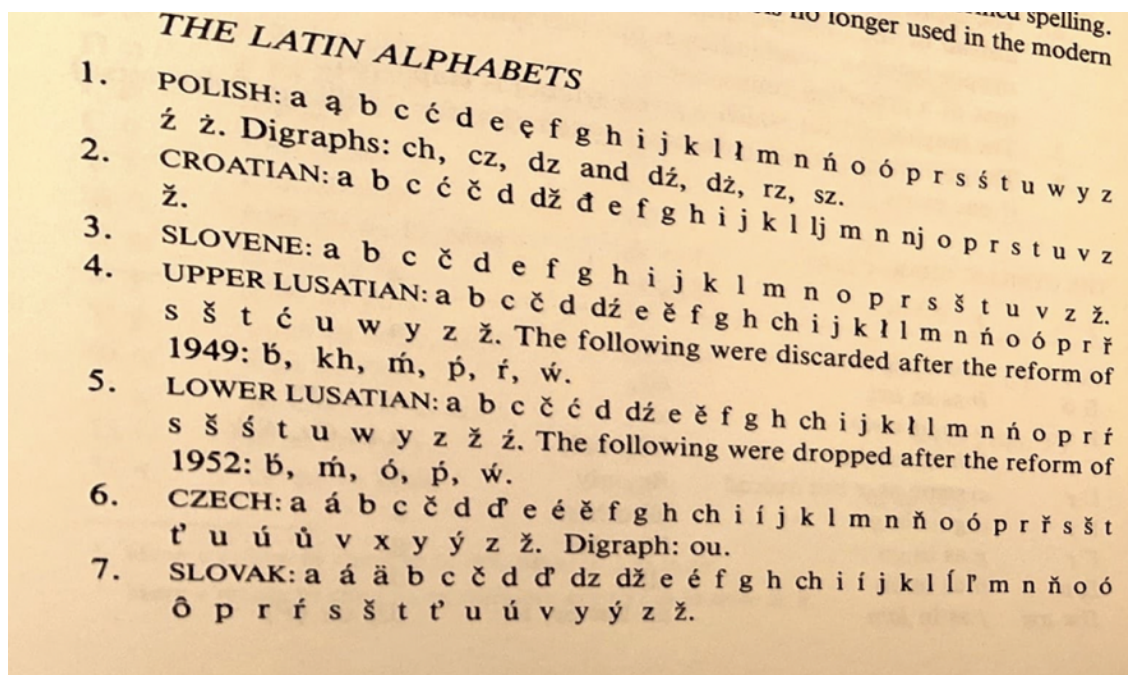 spelling.
no longer used in the modern
THE LATIN ALPHABETS
1. POLISH: a ą b c ć d e ę f g h i j k l ł m n ń o ó p r s ś t u w y z
ź ż. Digraphs: ch, cz, dz and dź, dż, rz, sz.
2. CROATIAN: a b c ć č d dž đ e f g h i j k l lj m n nj o p r s t u v z
ž.
3. SLOVENE: a b c č d e f g h i j k l m n o p r s š t u v z ž.
4. UPPER LUSATIAN: a b c č d dź e ě f g h ch i j k ł l m n ń o ó p r ř
s š t ć u w y z ž. The following were discarded after the reform of
1949: b́, kh, ḿ, ṕ, ŕ, ẃ.
5. LOWER LUSATIAN: a b c č ć d dź e ě f g h ch i j k ł l m n ń o p r ŕ
s š ś t u w y z ž ź. The following were dropped after the reform of
1952: b́, ḿ, ó, ṕ, ẃ.
6. CZECH: a á b c č d ď e é ě f g h ch i í j k l m n ň o ó p r ř s š t
ť u ú ů v x y ý z ž. Digraph: ou.
7. SLOVAK: a á ä b c č d ď dz dž e é f g h ch i í j k l ĺ ľ m n ň o ó
ô p r ŕ s š t ť u ú v y ý z ž.